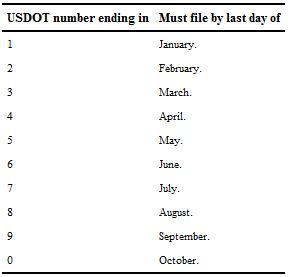 USDOT number ending in Must file by last day of
1 January.
2 February.
3 March.
4 April.
5 May.
6 June.
7 July.
8 August.
9 September.
0 October.